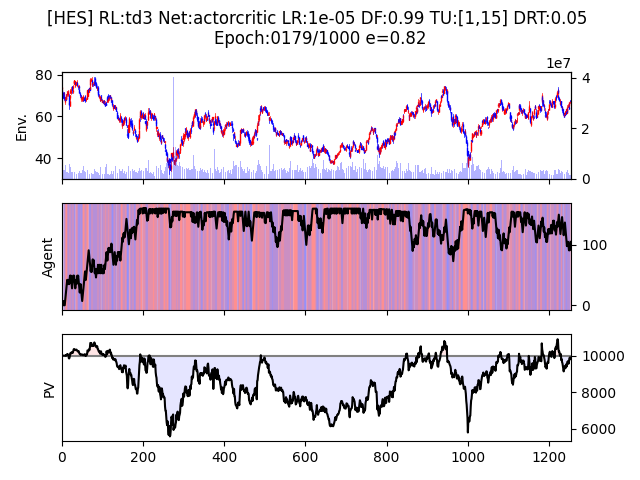 [HES] RL:td3 Net:actorcritic LR:1e-05 DF:0.99 TU:[1,15] DRT:0.05
Epoch:0179/1000 e=0.82
1e7
80
60
40
Env.
4
2
0
Agent
100
0
PV
10000
8000
6000
0 200 400 600 800 1000 1200